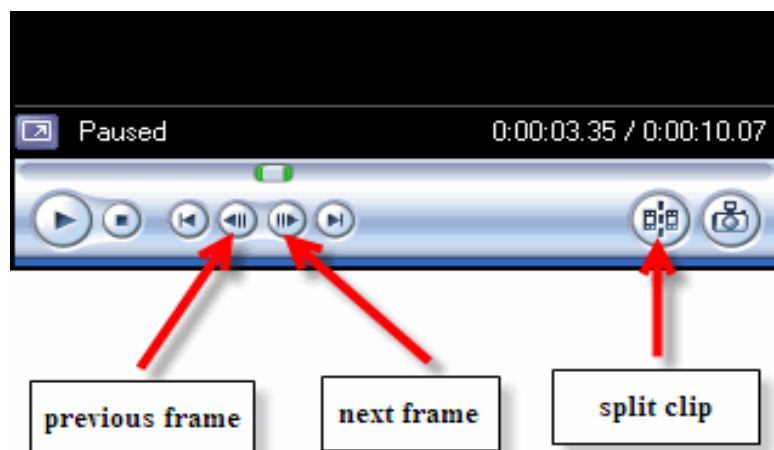 Paused 0:00:03.35 / 0:00:10.07
previous frame
next frame
split clip